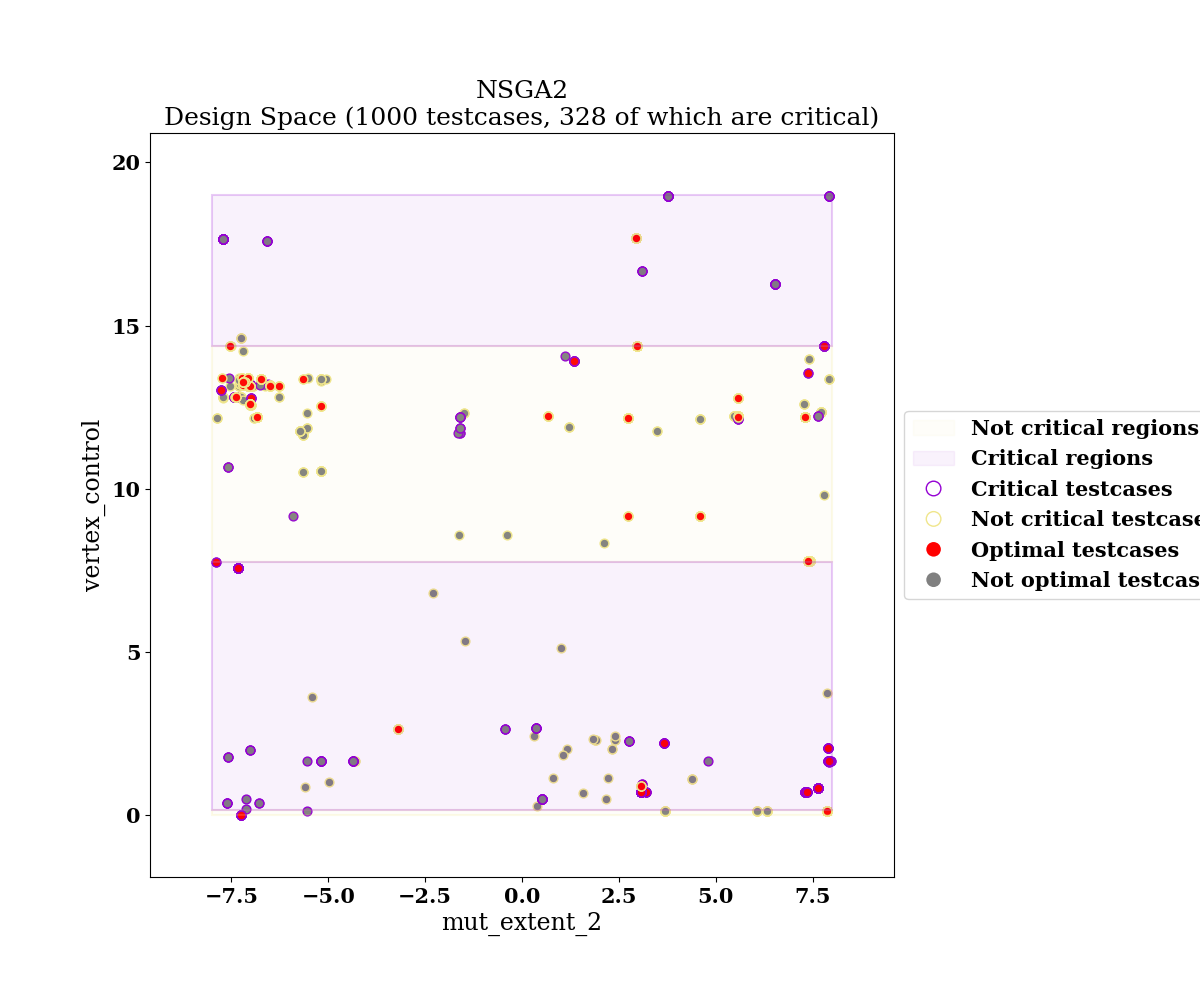 NSGA2
Design Space (1000 testcases, 328 of which are critical)
20
15
10
5
0
vertex_control
−7.5 −5.0 −2.5 0.0 2.5 5.0 7.5
mut_extent_2
Not critical regions
Critical regions
Critical testcases
Not critical testcase
Optimal testcases
Not optimal testcas